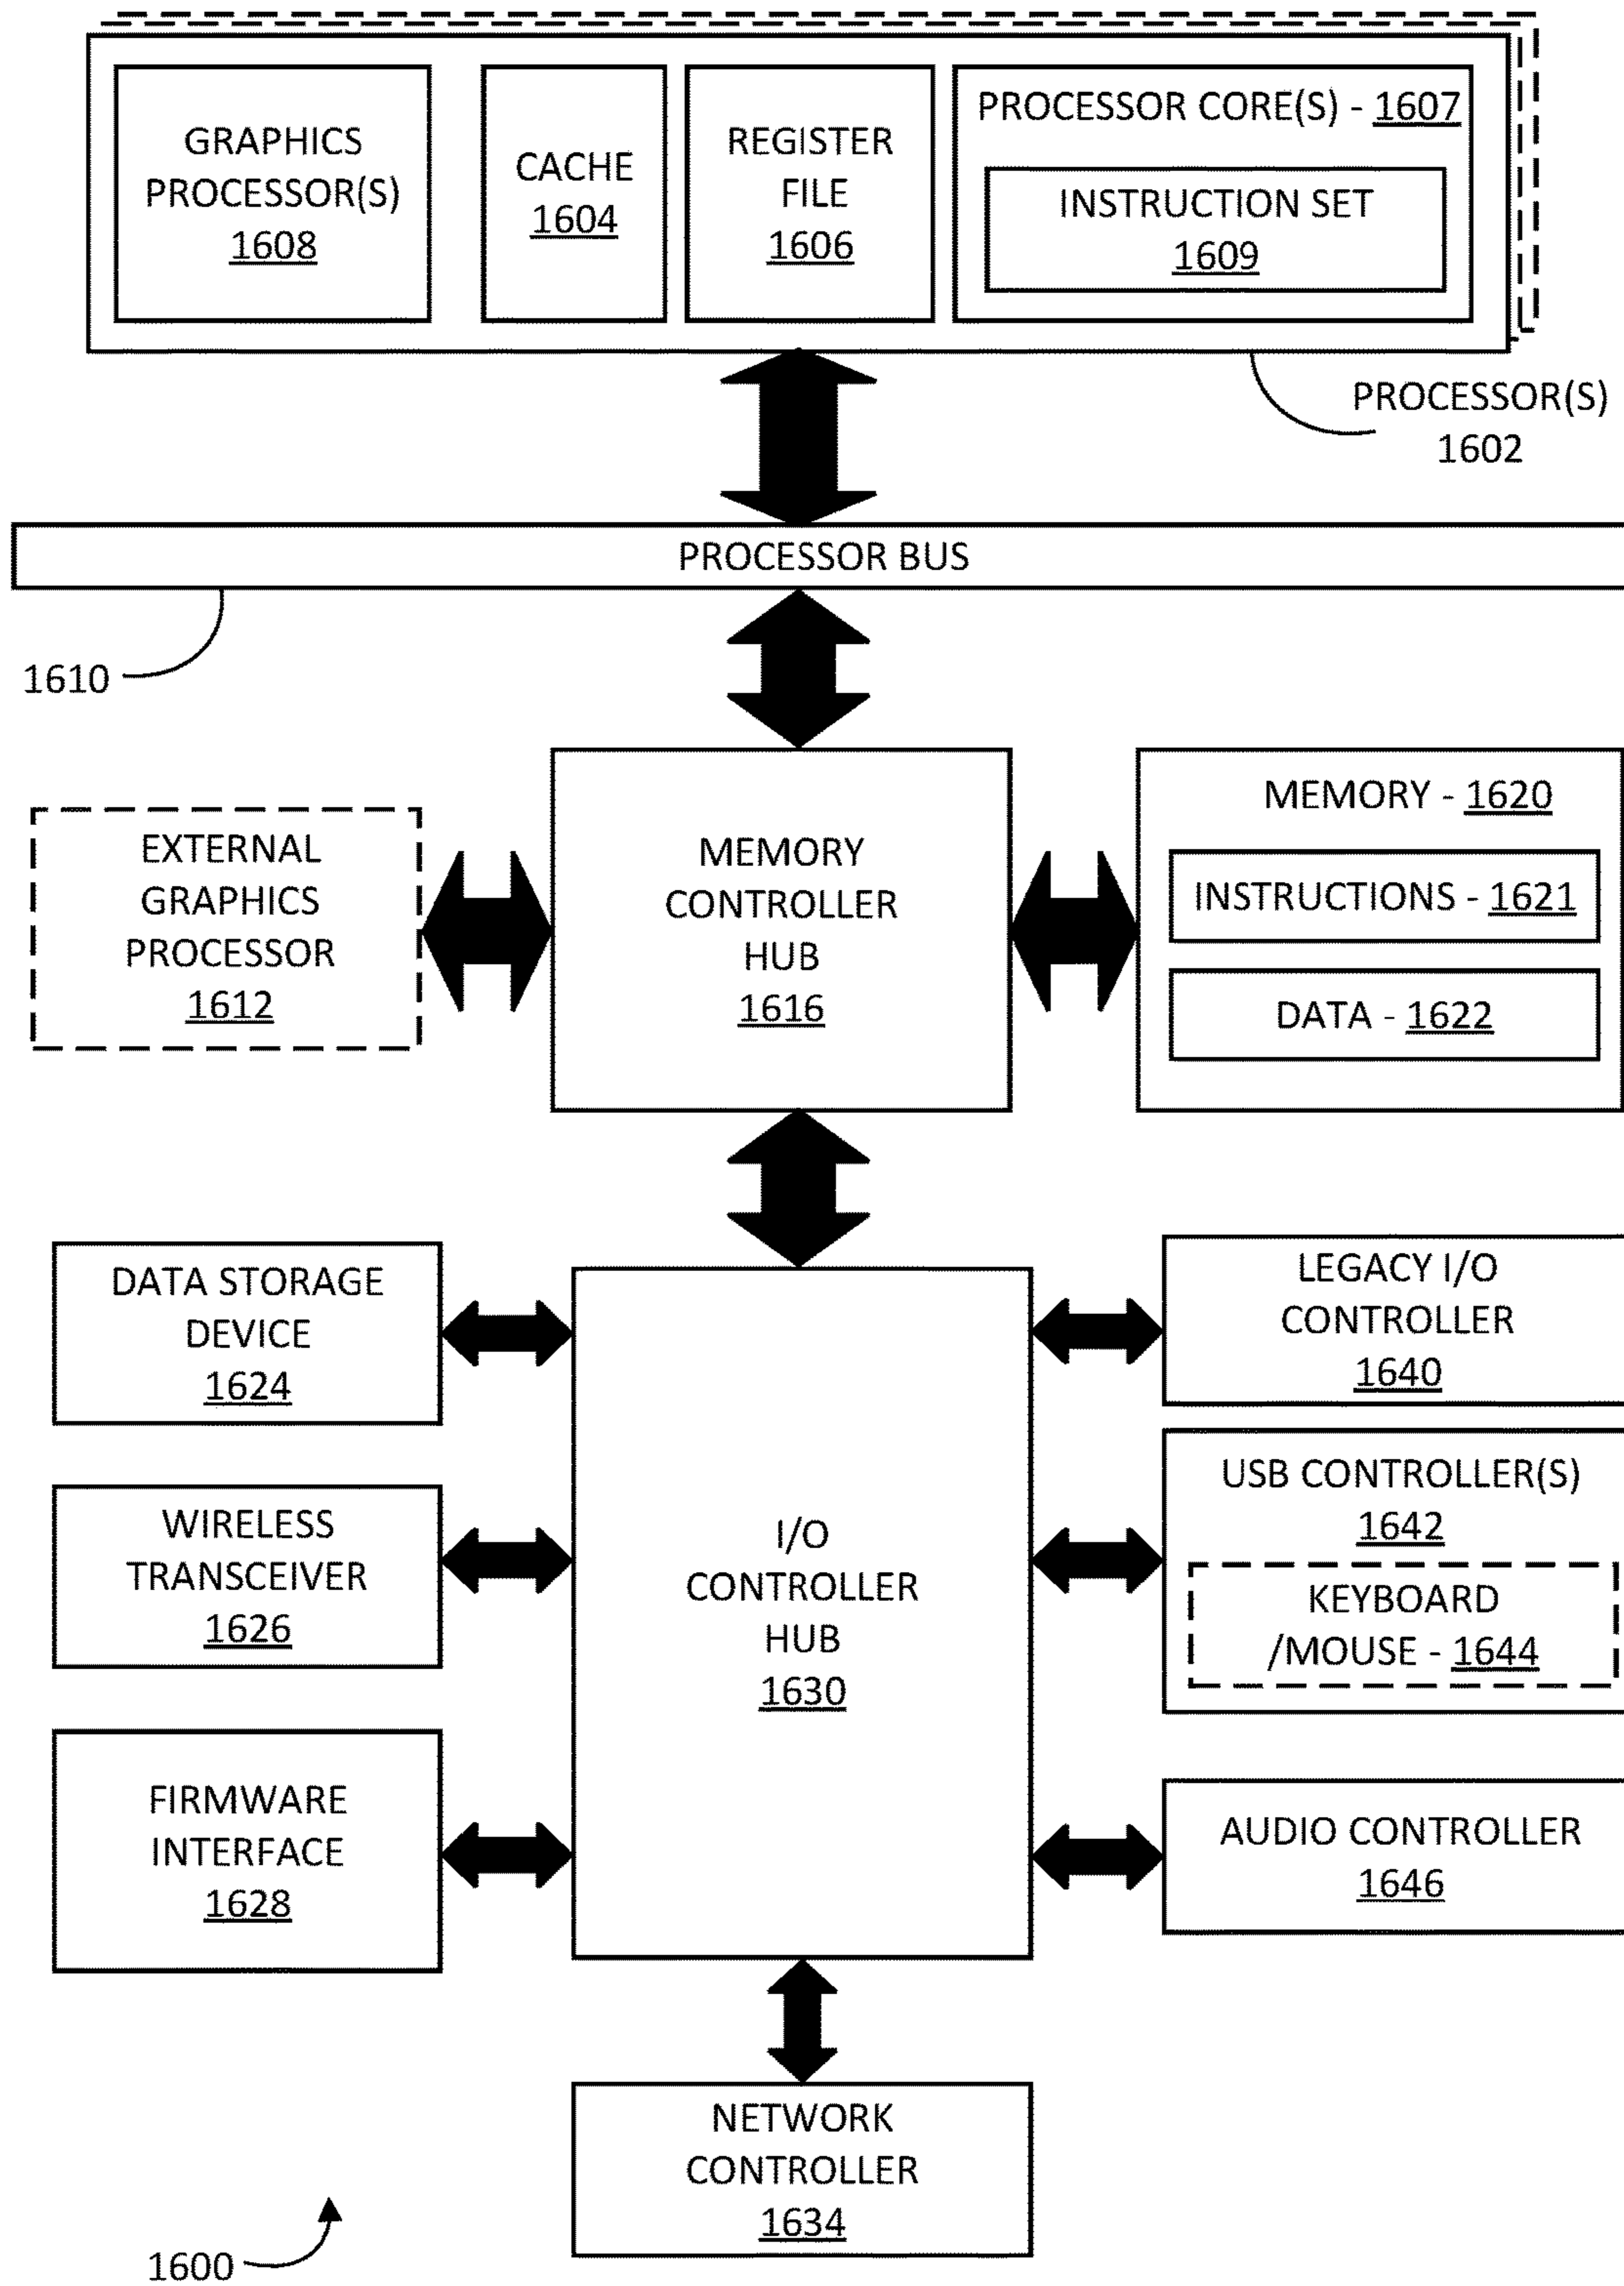 GRAPHICS
PROCESSOR(S)
1608
CACHE
1604
REGISTER
FILE
1606
PROCESSOR CORE(S) - 1607
INSTRUCTION SET
1609
PROCESSOR(S)
1602
PROCESSOR BUS
1610
EXTERNAL
GRAPHICS
PROCESSOR
1612
MEMORY
CONTROLLER
HUB
1616
MEMORY - 1620
INSTRUCTIONS - 1621
DATA - 1622
DATA STORAGE
DEVICE
1624
WIRELESS
TRANSCEIVER
1626
FIRMWARE
INTERFACE
1628
I/O
CONTROLLER
HUB
1630
LEGACY I/O
CONTROLLER
1640
USB CONTROLLER(S)
1642
KEYBOARD
/MOUSE - 1644
AUDIO CONTROLLER
1646
NETWORK
CONTROLLER
1634
1600